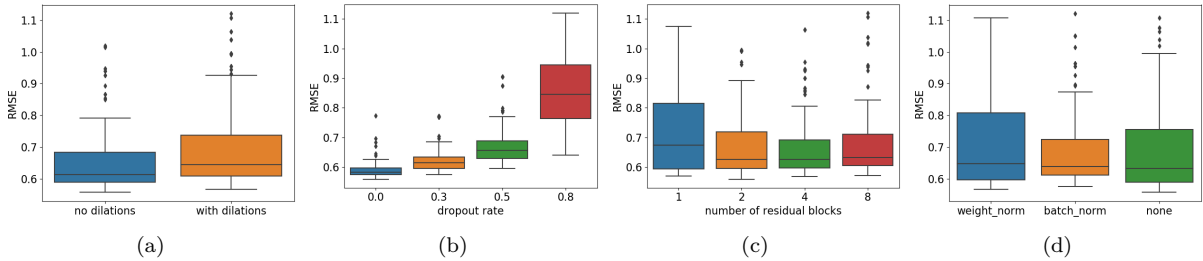 1.1
1.0
0.9
0.8
0.7
0.6
RMSE
no dilations with dilations
(a)
1.1
1.0
0.9
0.8
0.7
0.6
RMSE
0.0 0.3 0.5 0.8
dropout rate
(b)
1.1
1.0
0.9
0.8
0.7
0.6
RMSE
1 2 4 8
number of residual blocks
(c)
1.1
1.0
0.9
0.8
0.7
0.6
RMSE
weight_norm batch_norm none
(d)